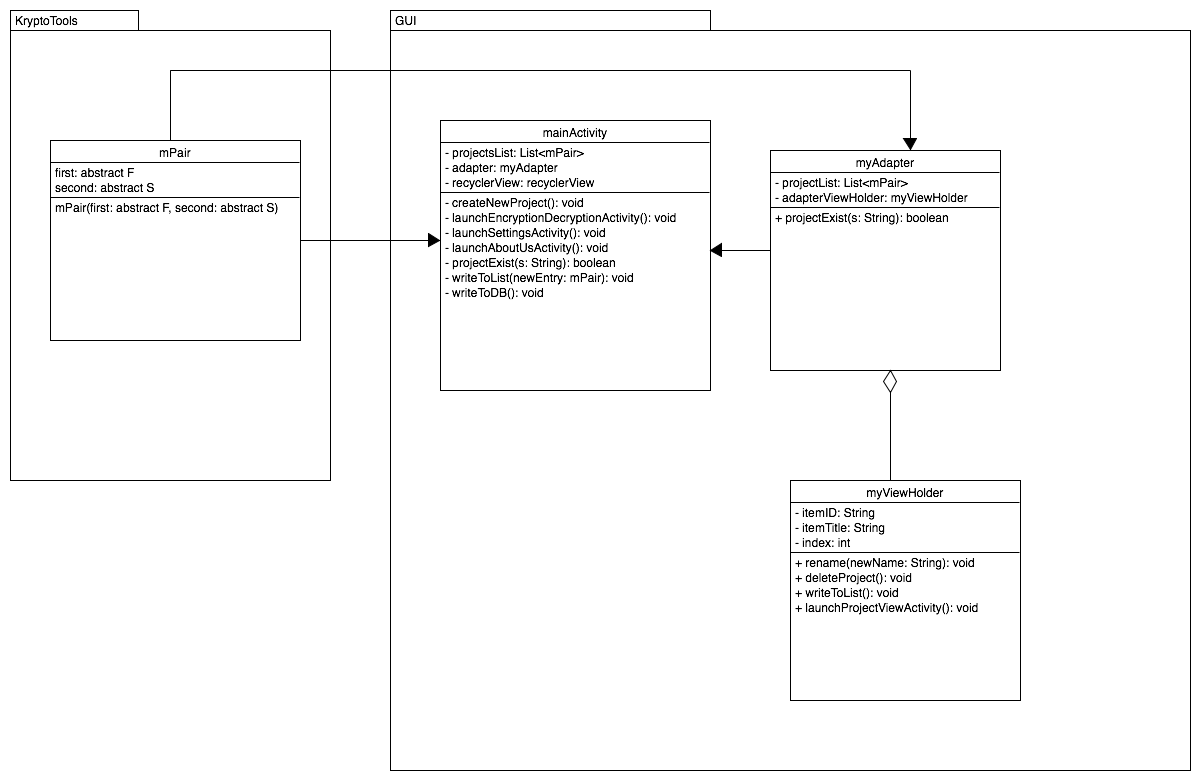 KryptoTools
GUI
mPair
first: abstract F
second: abstract S
mPair(first: abstract F, second: abstract S)
mainActivity
- projectsList: List<mPair>
- adapter: myAdapter
- recyclerView: recyclerView
- createNewProject(): void
- launchEncryptionDecryptionActivity(): void
- launchSettingsActivity(): void
- launchAboutUsActivity(): void
- projectExist(s: String): boolean
- writeToList(newEntry: mPair): void
- writeToDB(): void
myAdapter
- projectList: List<mPair>
- adapterViewHolder: myViewHolder
+ projectExist(s: String): boolean
myViewHolder
- itemID: String
- itemTitle: String
- index: int
+ rename(newName: String): void
+ deleteProject(): void
+ writeToList(): void
+ launchProjectViewActivity(): void